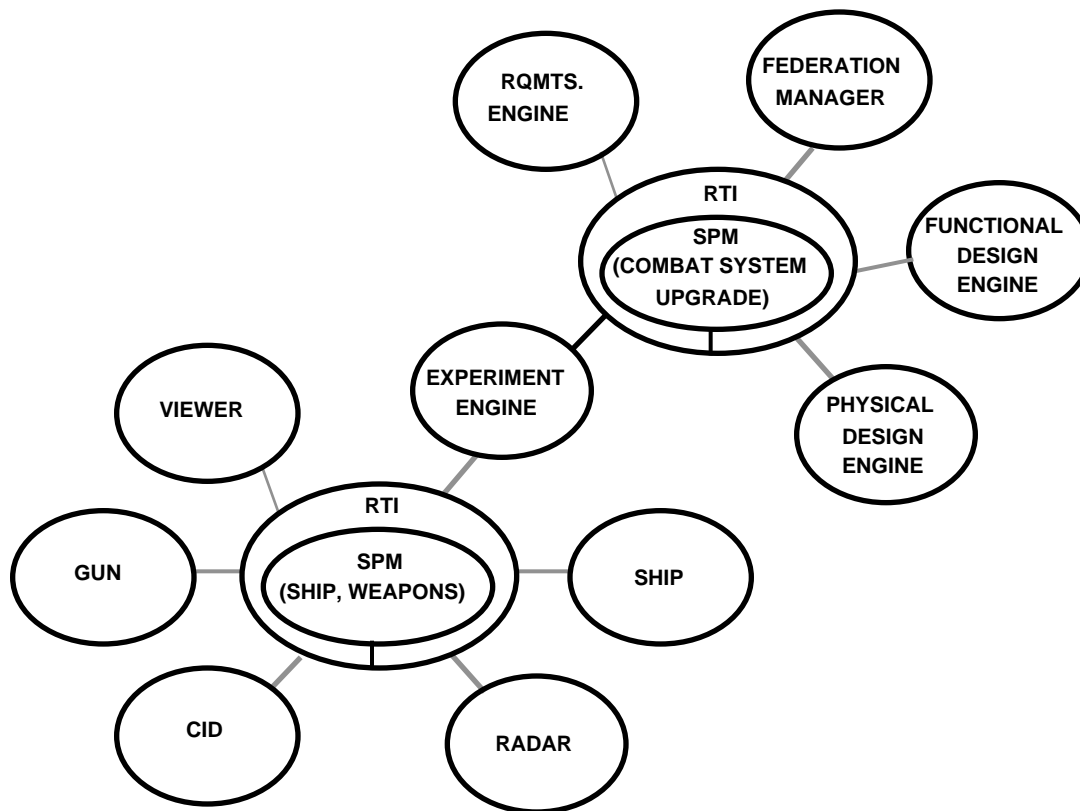 RQMTS.
ENGINE
FEDERATION
MANAGER
RTI
SPM
(COMBAT SYSTEM
UPGRADE)
FUNCTIONAL
DESIGN
ENGINE
EXPERIMENT
ENGINE
PHYSICAL
DESIGN
ENGINE
VIEWER
RTI
SPM
(SHIP, WEAPONS)
GUN
SHIP
CID
RADAR